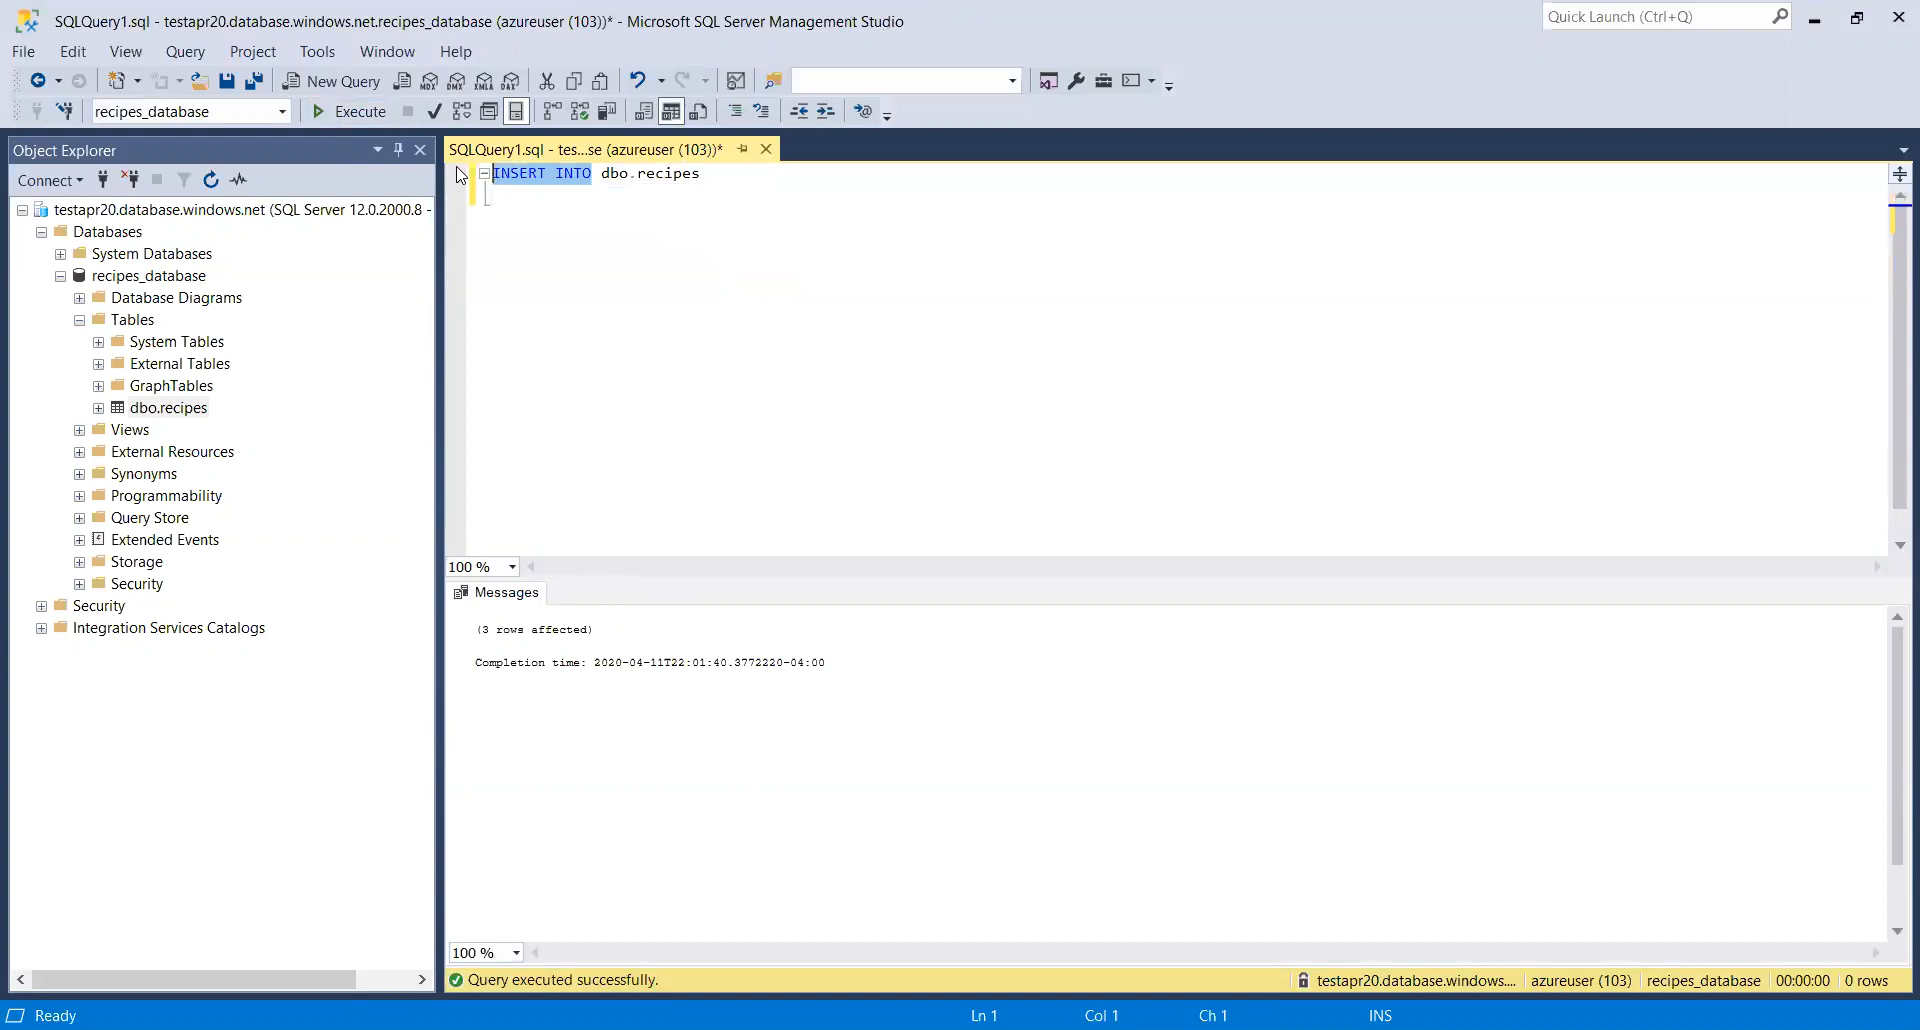 SQLQuery1.sql - testapr20.database.windows.net.recipes_database (azureuser (103))* - Microsoft SQL Server Management Studio
Quick Launch (Ctrl+Q)
File Edit View Query Project Tools Window Help
New Query MDX DMX XMLA DAX
recipes_database Execute
Object Explorer
SQLQuery1.sql - tes...se (azureuser (103))*
Connect
INSERT INTO dbo.recipes
testapr20.database.windows.net (SQL Server 12.0.2000.8 -
Databases
System Databases
recipes_database
Database Diagrams
Tables
System Tables
External Tables
GraphTables
dbo.recipes
Views
External Resources
Synonyms
Programmability
Query Store
Extended Events
Storage
Security
Security
Integration Services Catalogs
100 %
Messages
(3 rows affected)
Completion time: 2020-04-11T22:01:40.3772220-04:00
100 %
Query executed successfully.
testapr20.database.windows.... azureuser (103) recipes_database 00:00:00 0 rows
Ready Ln 1 Col 1 Ch 1 INS